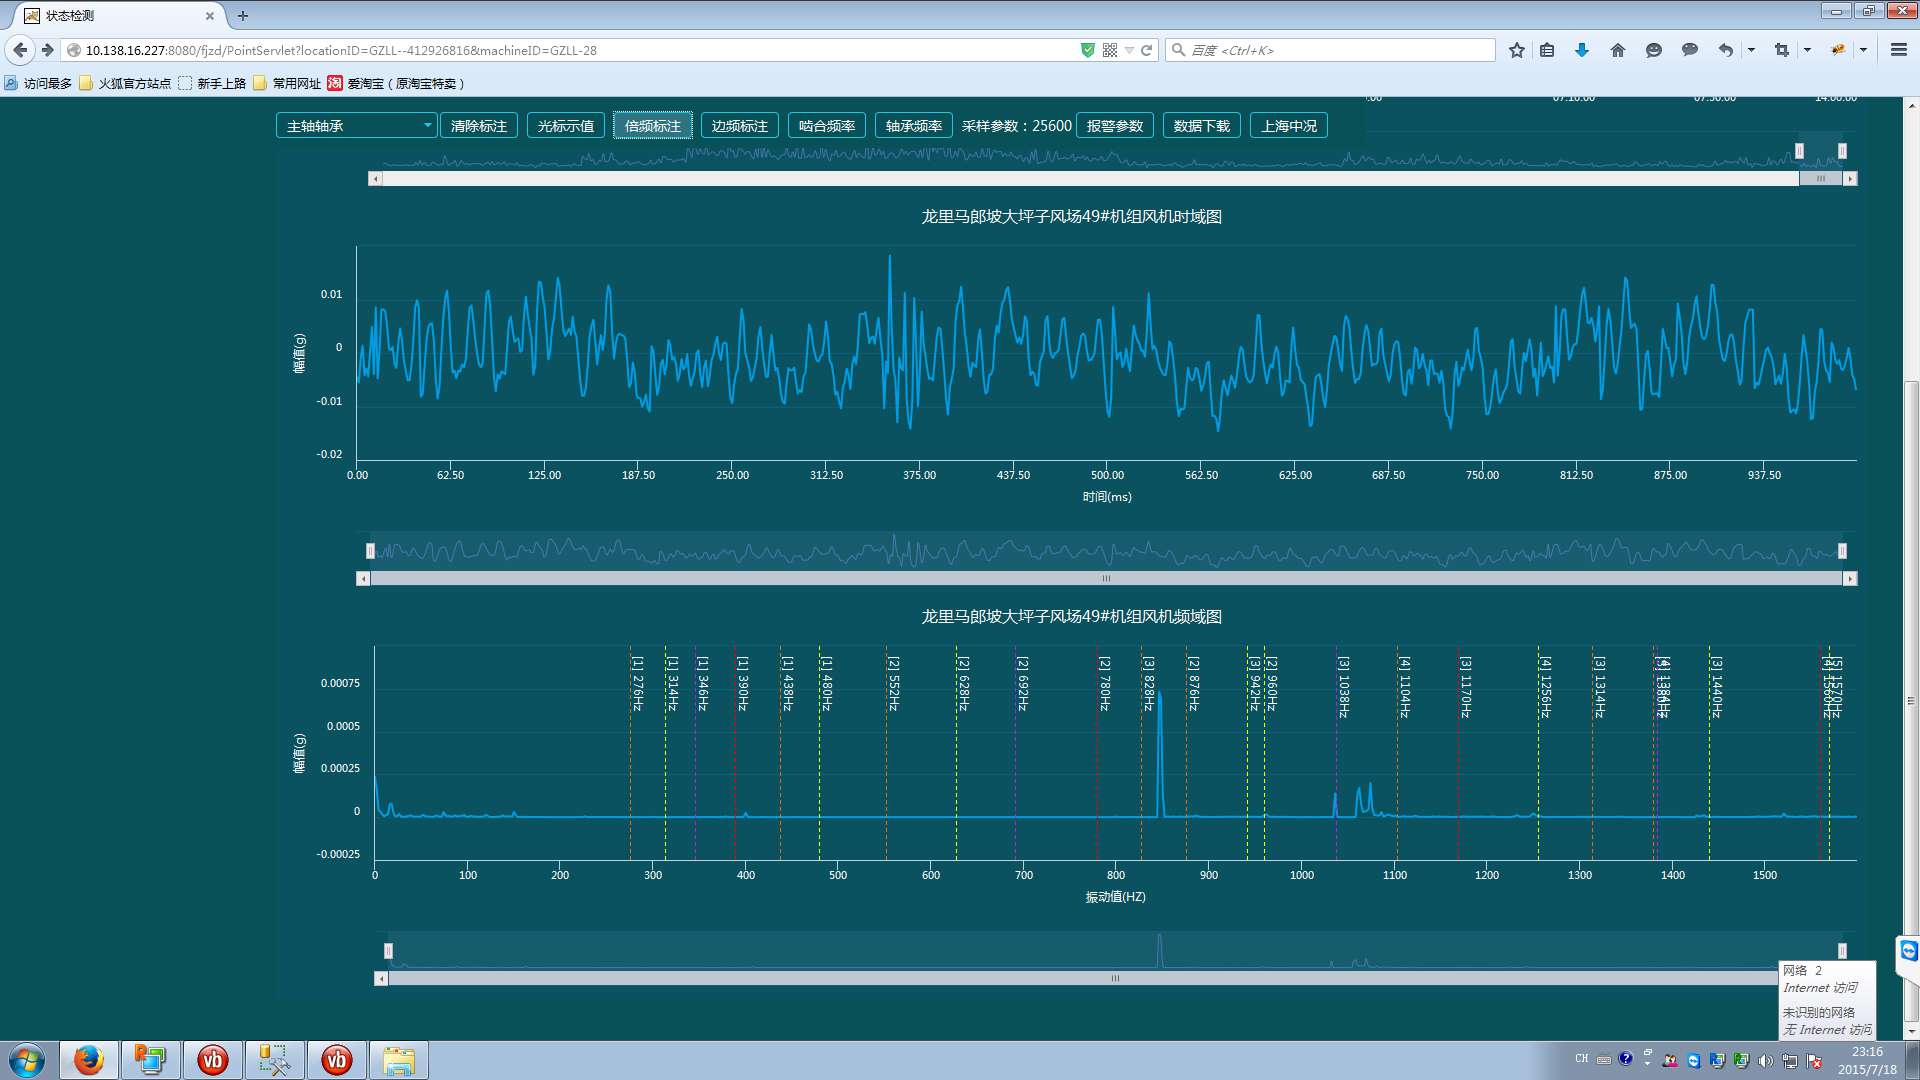 状态检测
10.138.16.227:8080/fjzd/PointServlet?locationID=GZLL--412926816&machineID=GZLL-28
百度 <Ctrl+K>
访问最多 火狐官方站点 新手上路 常用网址 淘 爱淘宝（原淘宝特卖）
主轴轴承 清除标注 光标示值 倍频标注 边频标注 啮合频率 轴承频率 采样参数：25600 报警参数 数据下载 上海中况
龙里马郎坡大坪子风场49#机组风机时域图
幅值(g)
0.01
0
-0.01
-0.02
0.00 62.50 125.00 187.50 250.00 312.50 375.00 437.50 500.00 562.50 625.00 687.50 750.00 812.50 875.00 937.50
时间(ms)
龙里马郎坡大坪子风场49#机组风机频域图
[1] 276Hz [1] 314Hz [1] 346Hz [1] 390Hz [1] 438Hz [1] 480Hz [2] 552Hz [2] 628Hz [2] 692Hz [2] 780Hz [3] 828Hz [2] 876Hz [3] 942Hz [2] 960Hz [3] 1038Hz [4] 1104Hz [3] 1170Hz [4] 1256Hz [3] 1314Hz [4] 1384Hz [3] 1440Hz [4] 1560Hz [5] 1570Hz
幅值(g)
0.00075
0.0005
0.00025
0
-0.00025
0 100 200 300 400 500 600 700 800 900 1000 1100 1200 1300 1400 1500
振动值(HZ)
网络 2
Internet 访问
未识别的网络
无 Internet 访问
vb vb
CH
23:16
2015/7/18